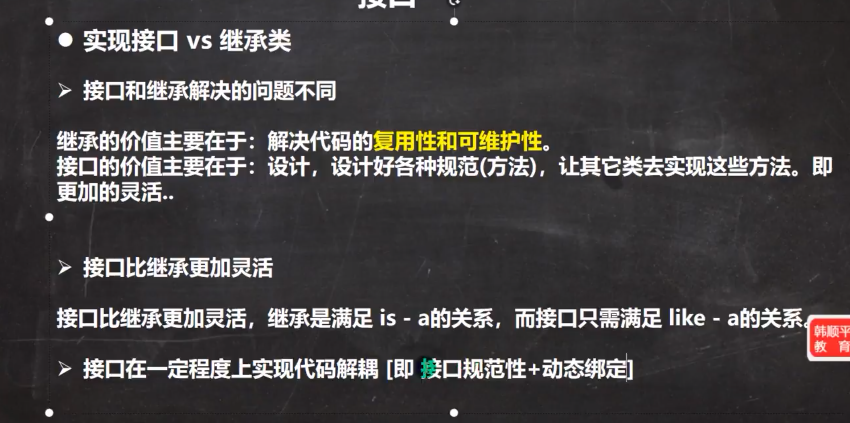 接口
实现接口 vs 继承类
接口和继承解决的问题不同
继承的价值主要在于：解决代码的复用性和可维护性。
接口的价值主要在于：设计，设计好各种规范(方法)，让其它类去实现这些方法。即
更加的灵活..
接口比继承更加灵活
接口比继承更加灵活，继承是满足 is - a的关系，而接口只需满足 like - a的关系。
韩顺平
教 育
接口在一定程度上实现代码解耦 [即 接口规范性+动态绑定]